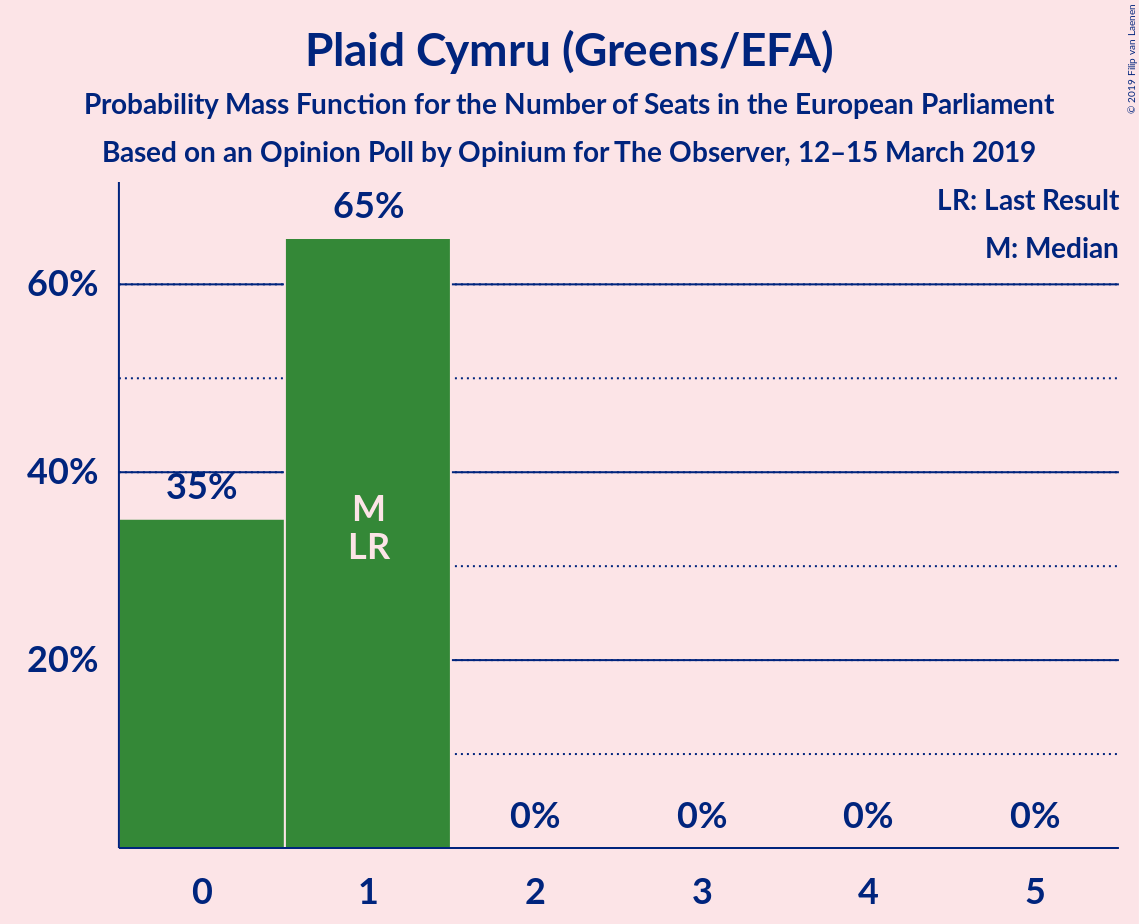 Plaid Cymru (Greens/EFA)
Probability Mass Function for the Number of Seats in the European Parliament
Based on an Opinion Poll by Opinium for The Observer, 12–15 March 2019
© 2019 Filip van Laenen
LR: Last Result
M: Median
65%
60%
40%
35%
M
LR
20%
0% 0% 0% 0%
0 1 2 3 4 5